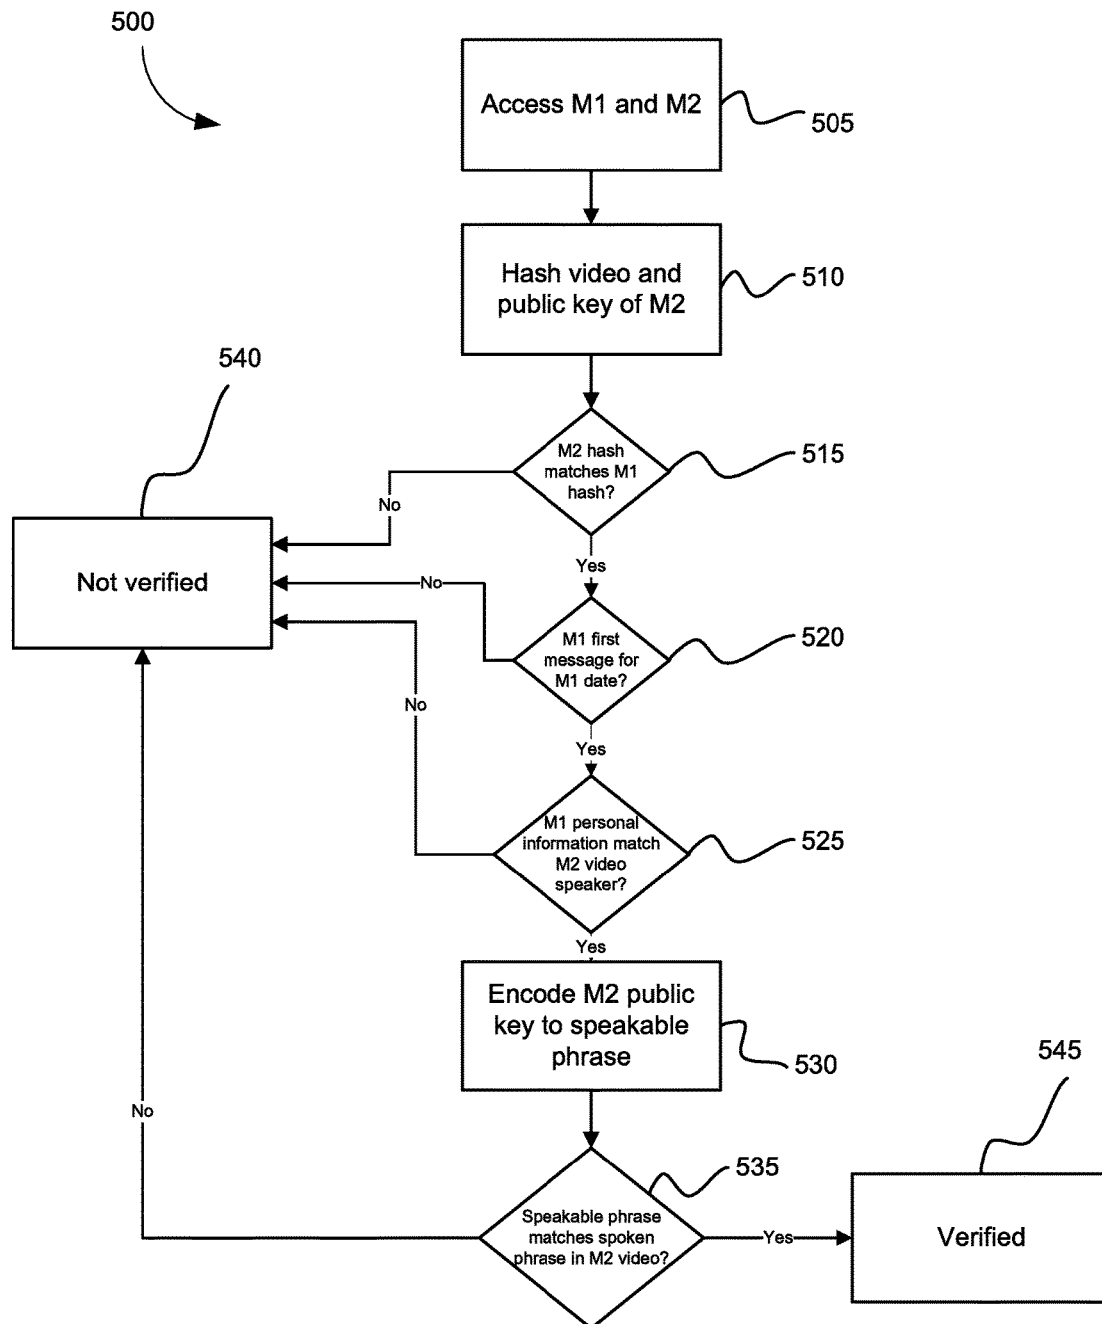 500
Access M1 and M2
505
Hash video and
public key of M2
510
540
M2 hash
matches M1
hash?
515
No
Yes
Not verified
No
M1 first
message for
M1 date?
520
No
Yes
M1 personal
information match
M2 video
speaker?
525
Yes
Encode M2 public
key to speakable
phrase
530
545
No
535
Speakable phrase
matches spoken
phrase in M2 video?
Yes
Verified